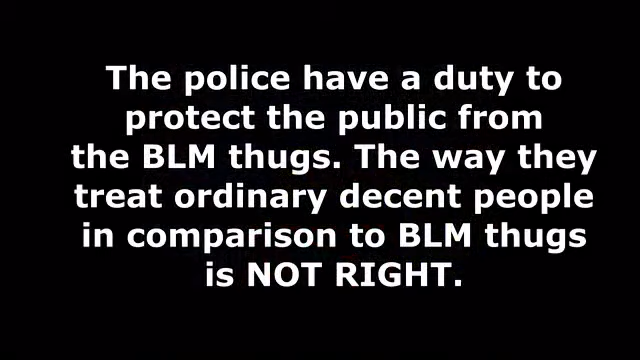 The police have a duty to
protect the public from
the BLM thugs. The way they
treat ordinary decent people
in comparison to BLM thugs
is NOT RIGHT.